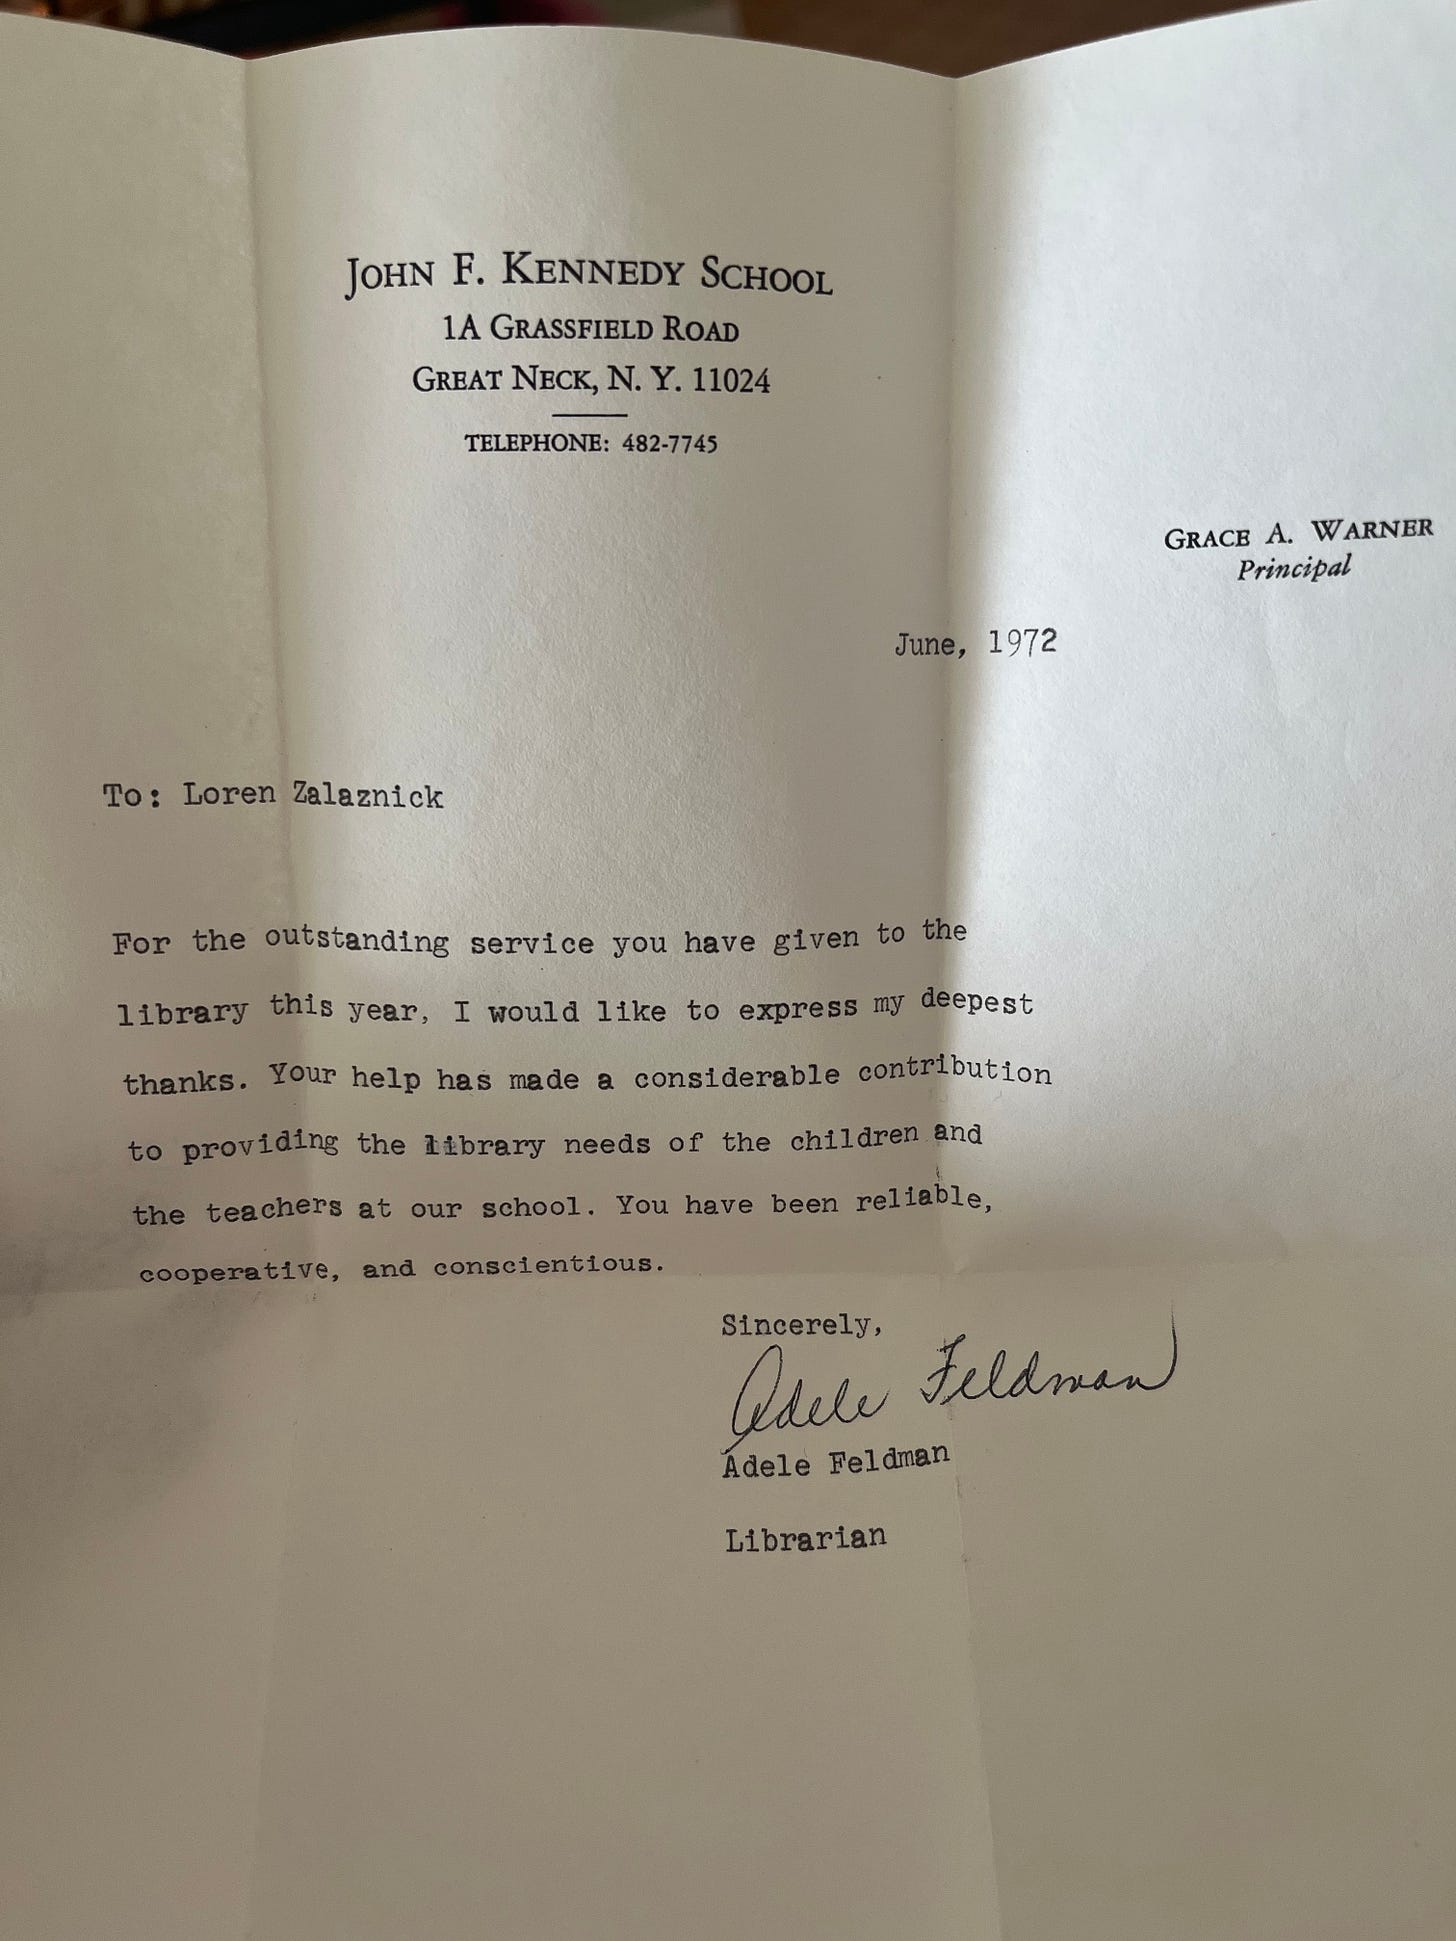 JOHN F. KENNEDY SCHOOL
1A GRASSFIELD ROAD
GREAT NECK, N. Y. 11024
TELEPHONE: 482-7745
GRACE A. WARNER
Principal
June, 1972
To: Loren Zalaznick
For the outstanding service you have given to the
library this year, I would like to express my deepest
thanks. Your help has made a considerable contribution
to providing the library needs of the children and
the teachers at our school. You have been reliable,
cooperative, and conscientious.
Sincerely,
Adele Feldman
Adele Feldman
Librarian